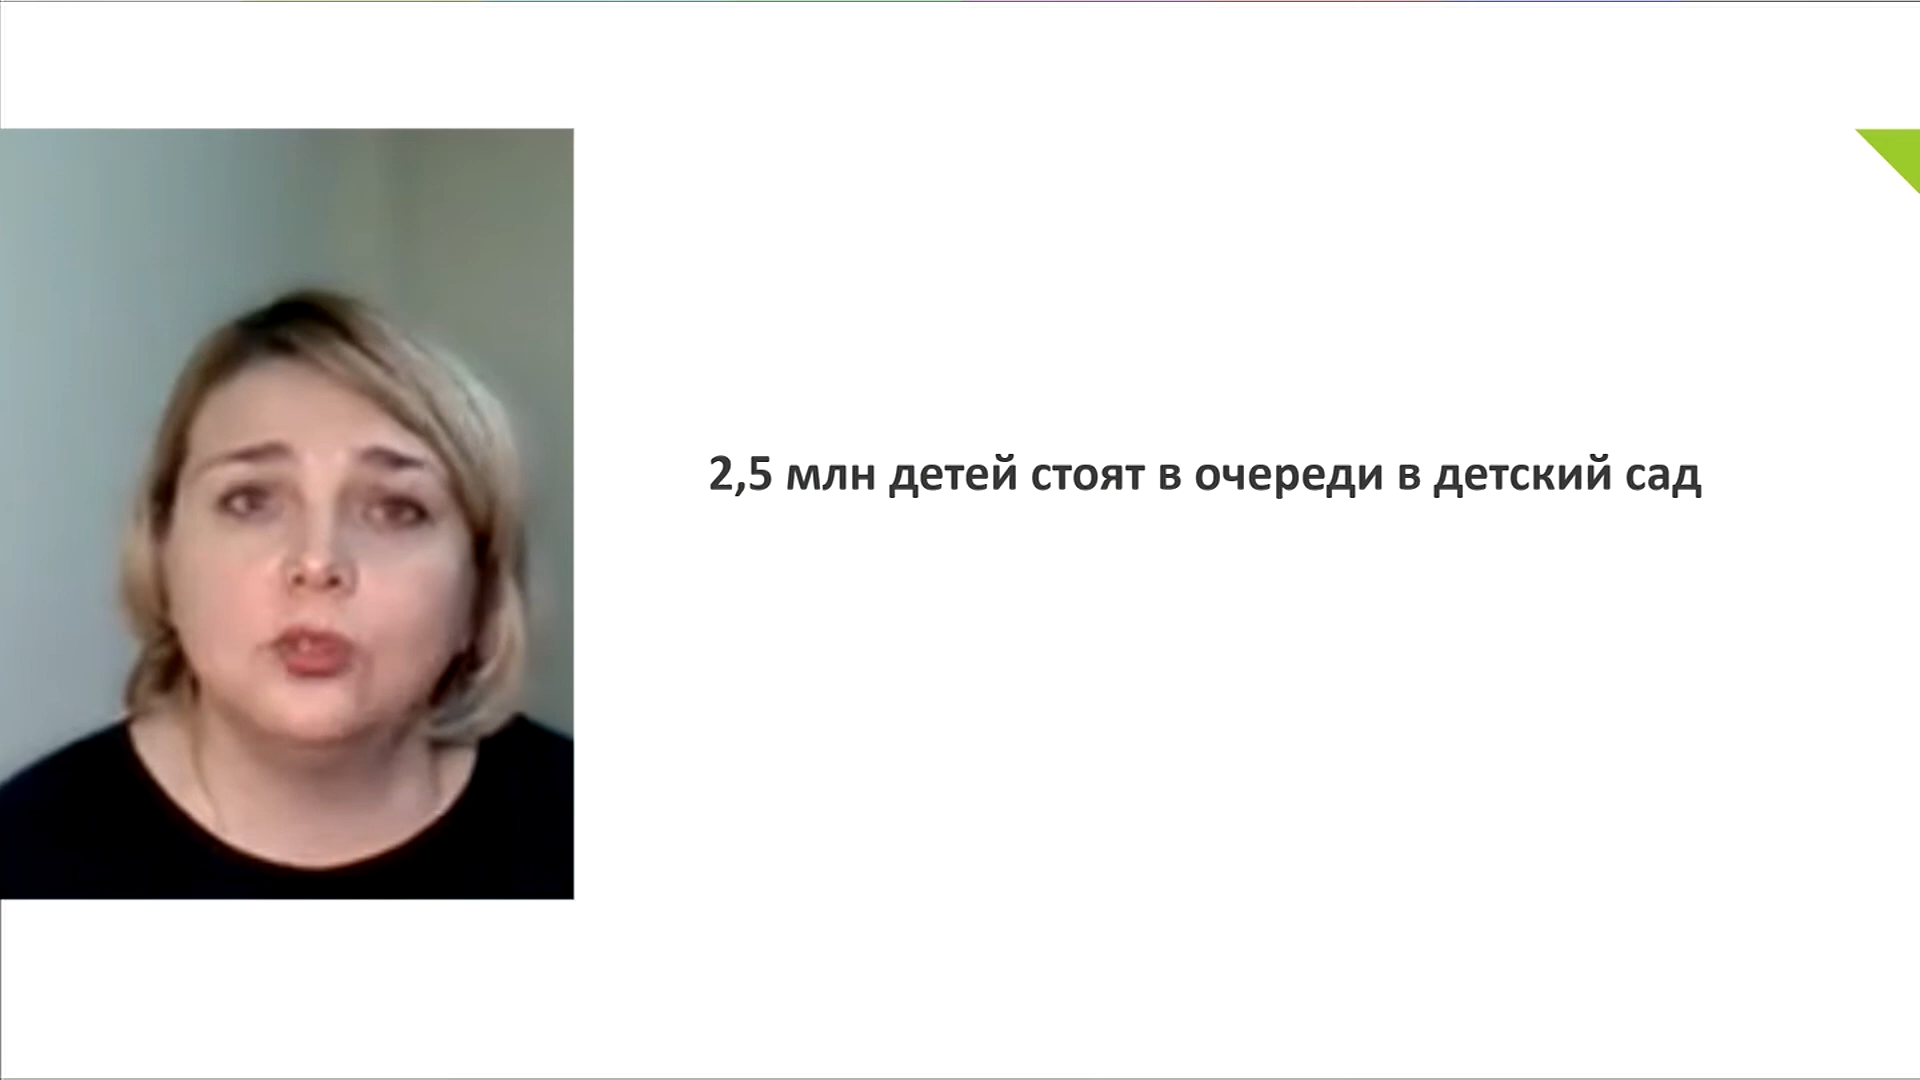 2,5 млн детей стоят в очереди в детский сад